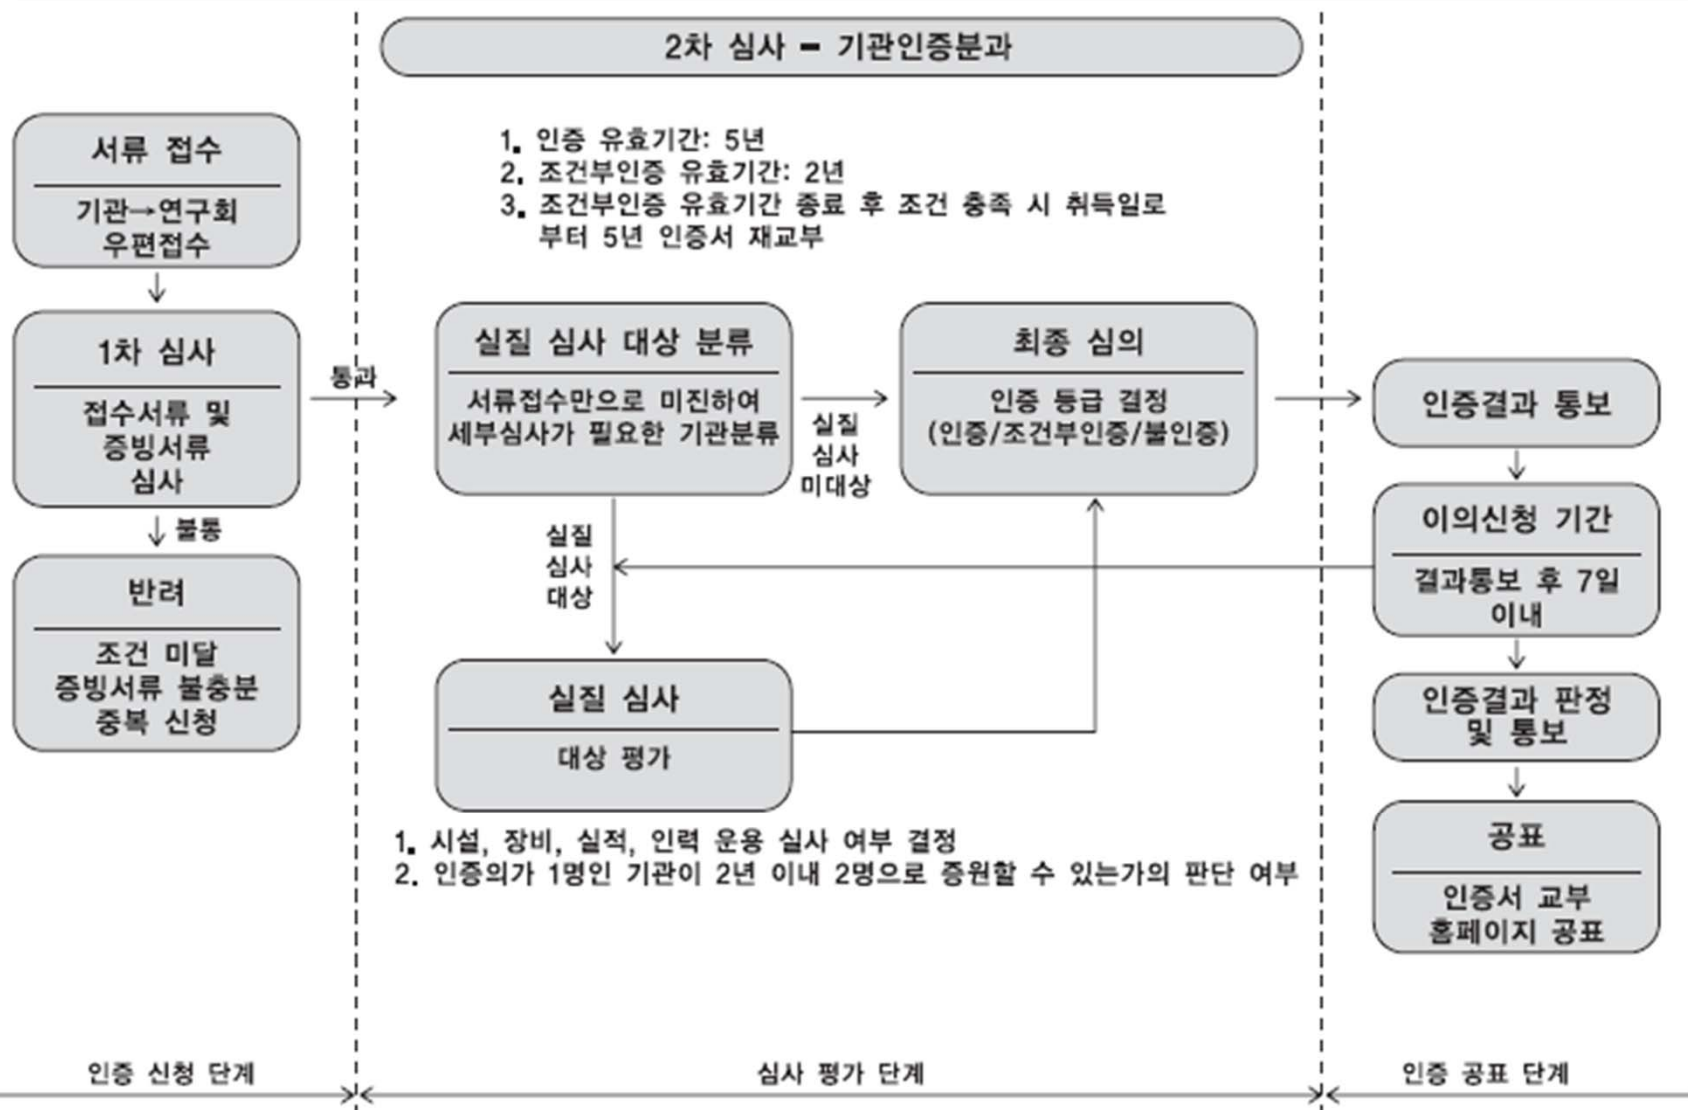 2차 심사 - 기관인증분과
서류 접수
기관→연구회
우편접수
1차 심사
접수서류 및
증빙서류
심사
불통
반려
조건 미달
증빙서류 불충분
중복 신청
통과
1. 인증 유효기간: 5년
2. 조건부인증 유효기간: 2년
3. 조건부인증 유효기간 종료 후 조건 충족 시 취득일로
부터 5년 인증서 재교부
실질 심사 대상 분류
서류접수만으로 미진하여
세부심사가 필요한 기관분류
실질
심사
미대상
최종 심의
인증 등급 결정
(인증/조건부인증/불인증)
실질
심사
대상
실질 심사
대상 평가
1. 시설, 장비, 실적, 인력 운용 실사 여부 결정
2. 인증의가 1명인 기관이 2년 이내 2명으로 증원할 수 있는가의 판단 여부
인증결과 통보
이의신청 기간
결과통보 후 7일
이내
인증결과 판정
및 통보
공표
인증서 교부
홈페이지 공표
인증 신청 단계
심사 평가 단계
인증 공표 단계